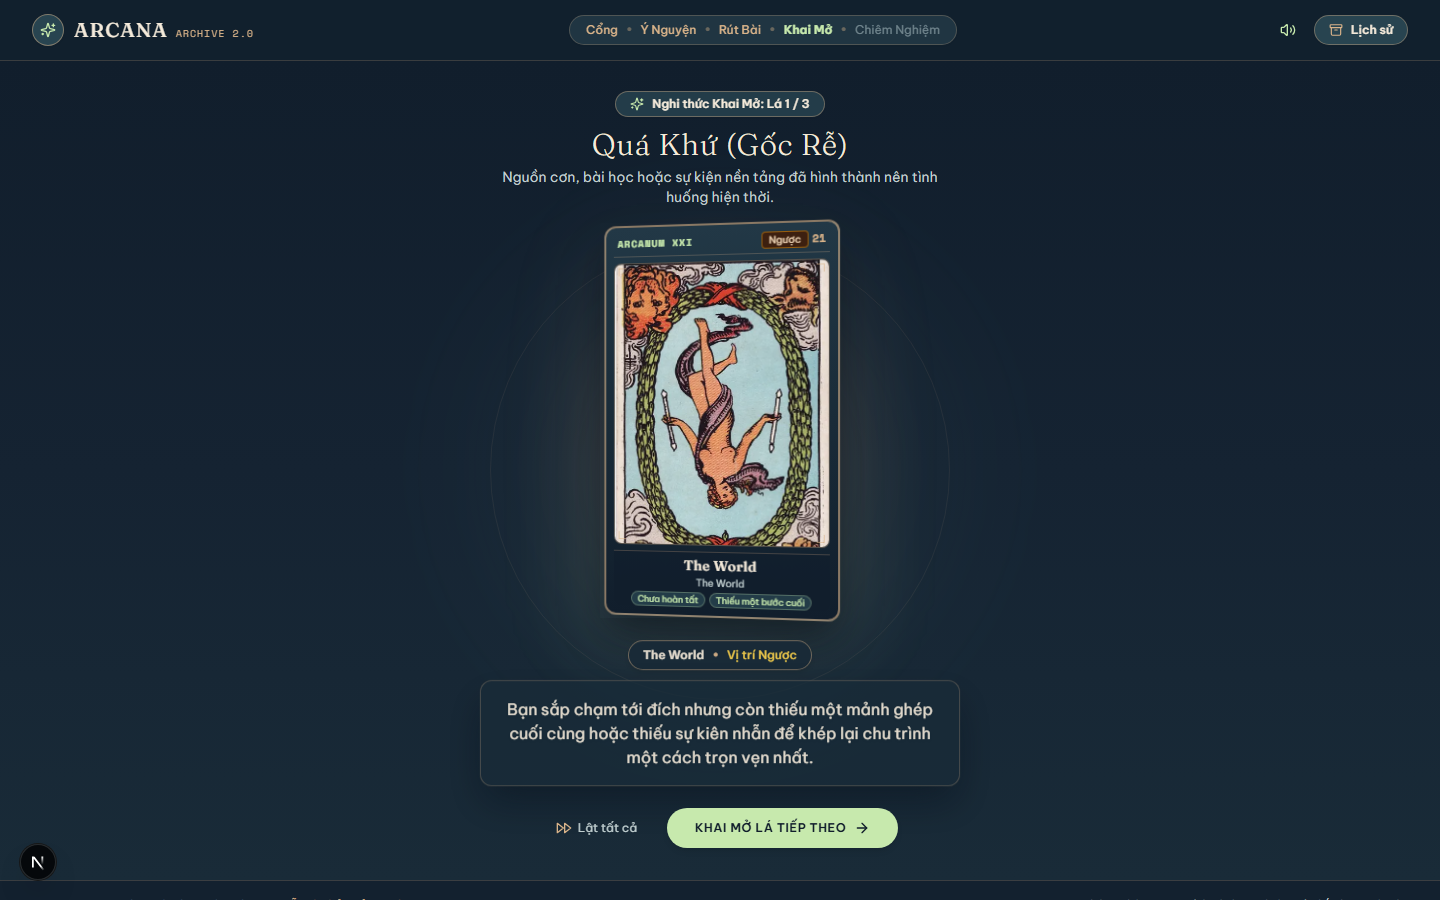 ARCANA ARCHIVE 2.0
Cổng • Ý Nguyện • Rút Bài • Khai Mở • Chiêm Nghiệm
Lịch sử
Nghi thức Khai Mở: Lá 1 / 3
Quá Khứ (Gốc Rễ)
Nguồn cơn, bài học hoặc sự kiện nền tảng đã hình thành nên tình
huống hiện thời.
ARCANUM XXI
Ngược 21
The World
The World
Chưa hoàn tất
Thiếu một bước cuối
The World • Vị trí Ngược
Bạn sắp chạm tới đích nhưng còn thiếu một mảnh ghép
cuối cùng hoặc thiếu sự kiên nhẫn để khép lại chu trình
một cách trọn vẹn nhất.
Lật tất cả
KHAI MỞ LÁ TIẾP THEO
N